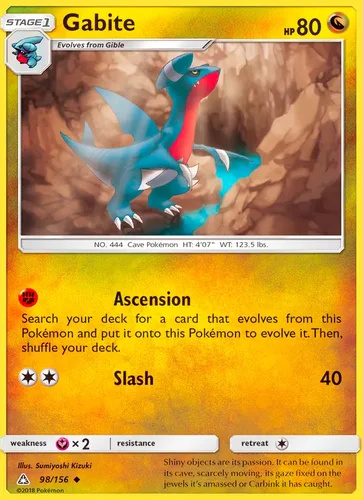 STAGE 1
Gabite
HP 80
Evolves from Gible
NO. 444 Cave Pokémon HT: 4'07" WT: 123.5 lbs.
Ascension
Search your deck for a card that evolves from this
Pokémon and put it onto this Pokémon to evolve it. Then,
shuffle your deck.
Slash 40
weakness × 2 resistance retreat
Illus. Sumiyoshi Kizuki
98/156
©2018 Pokémon
Shiny objects are its passion. It can be found in
its cave, scarcely moving, its gaze fixed on the
jewels it's amassed or Carbink it has caught.